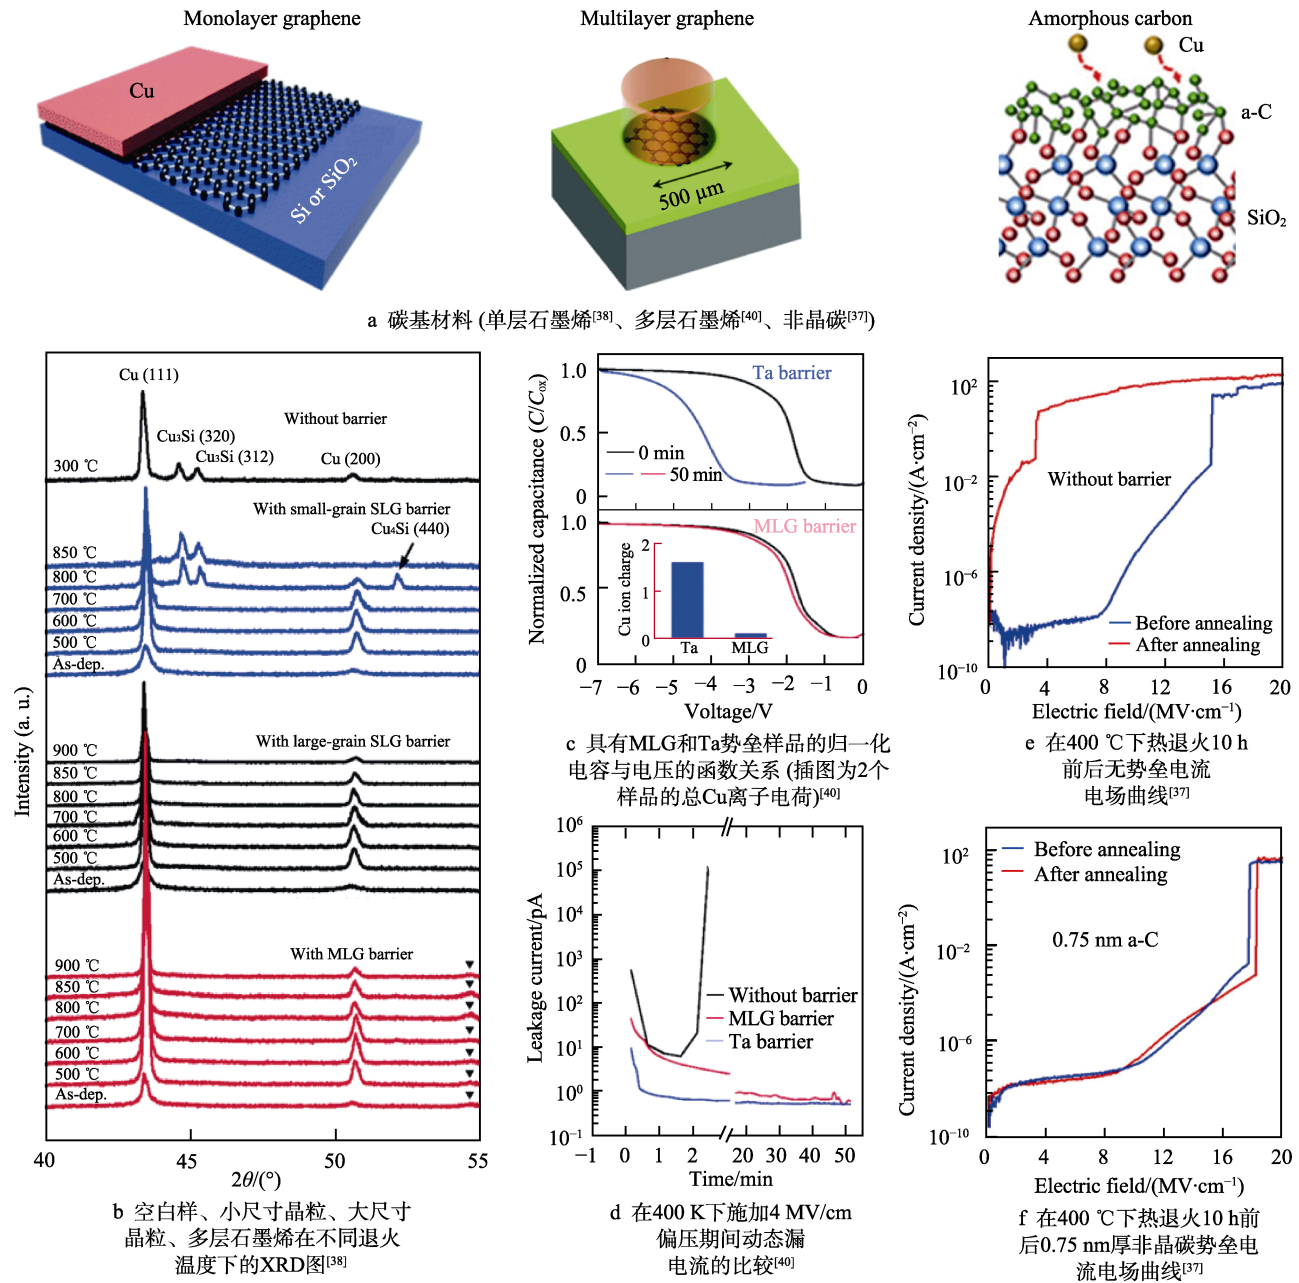 Monolayer graphene
Multilayer graphene
Amorphous carbon
Cu
Si or SiO₂
500 μm
Cu
a-C
SiO₂
a 碳基材料 (单层石墨烯[38]、多层石墨烯[40]、非晶碳[37])
Intensity (a. u.)
Cu (111)
Without barrier
Cu₃Si (320)
Cu₃Si (312)
Cu (200)
300 ℃
With small-grain SLG barrier
Cu₄Si (440)
850 ℃
800 ℃
700 ℃
600 ℃
500 ℃
As-dep.
With large-grain SLG barrier
900 ℃
850 ℃
800 ℃
700 ℃
600 ℃
500 ℃
As-dep.
With MLG barrier
900 ℃
850 ℃
800 ℃
700 ℃
600 ℃
500 ℃
As-dep.
40 45 50 55
2θ/(°)
b 空白样、小尺寸晶粒、大尺寸
晶粒、多层石墨烯在不同退火
温度下的XRD图[38]
Normalized capacitance (C/Cox)
1.0
0.5
0
Ta barrier
0 min
50 min
1.0
0.5
0
MLG barrier
Cu ion charge
2
1
0
Ta MLG
−7 −6 −5 −4 −3 −2 −1 0
Voltage/V
c 具有MLG和Ta势垒样品的归一化
电容与电压的函数关系 (插图为2个
样品的总Cu离子电荷)[40]
Leakage current/pA
10⁶
10⁵
10⁴
10³
10²
10¹
10⁰
10⁻¹
Without barrier
MLG barrier
Ta barrier
−1 0 1 2 20 30 40 50
Time/min
d 在400 K下施加4 MV/cm
偏压期间动态漏
电流的比较[40]
Current density/(A·cm⁻²)
10²
10⁻²
10⁻⁶
10⁻¹⁰
Without barrier
Before annealing
After annealing
0 4 8 12 16 20
Electric field/(MV·cm⁻¹)
e 在400 ℃下热退火10 h
前后无势垒电流
电场曲线[37]
Current density/(A·cm⁻²)
10²
10⁻²
10⁻⁶
10⁻¹⁰
Before annealing
After annealing
0.75 nm a-C
0 4 8 12 16 20
Electric field/(MV·cm⁻¹)
f 在400 ℃下热退火10 h前
后0.75 nm厚非晶碳势垒电
流电场曲线[37]